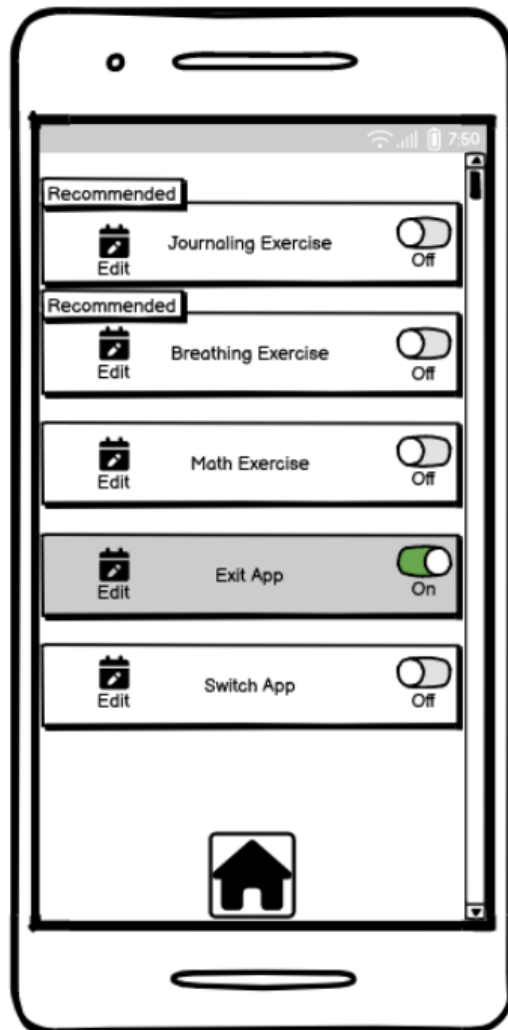 7:50
Recommended
Journaling Exercise
Edit
Off
Recommended
Breathing Exercise
Edit
Off
Math Exercise
Edit
Off
Exit App
Edit
On
Switch App
Edit
Off